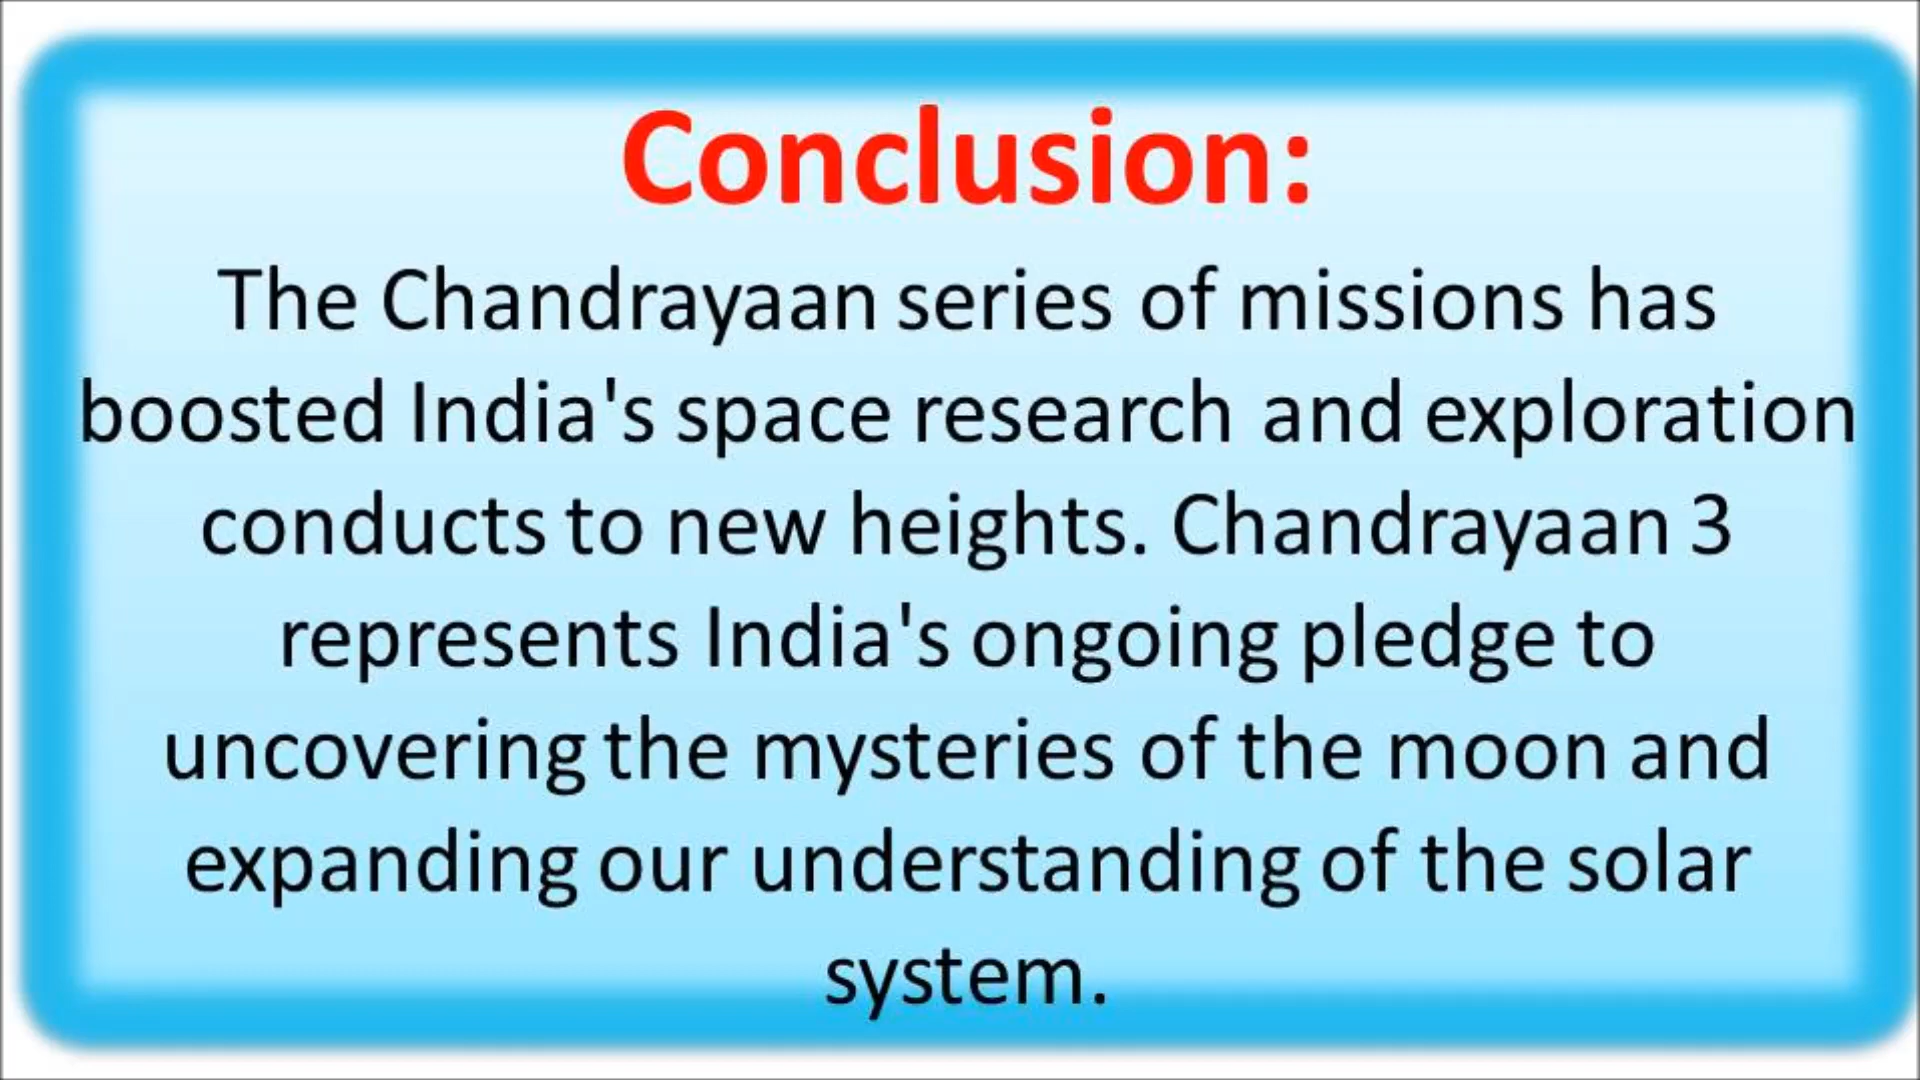 Conclusion:
The Chandrayaan series of missions has
boosted India's space research and exploration
conducts to new heights. Chandrayaan 3
represents India's ongoing pledge to
uncovering the mysteries of the moon and
expanding our understanding of the solar
system.